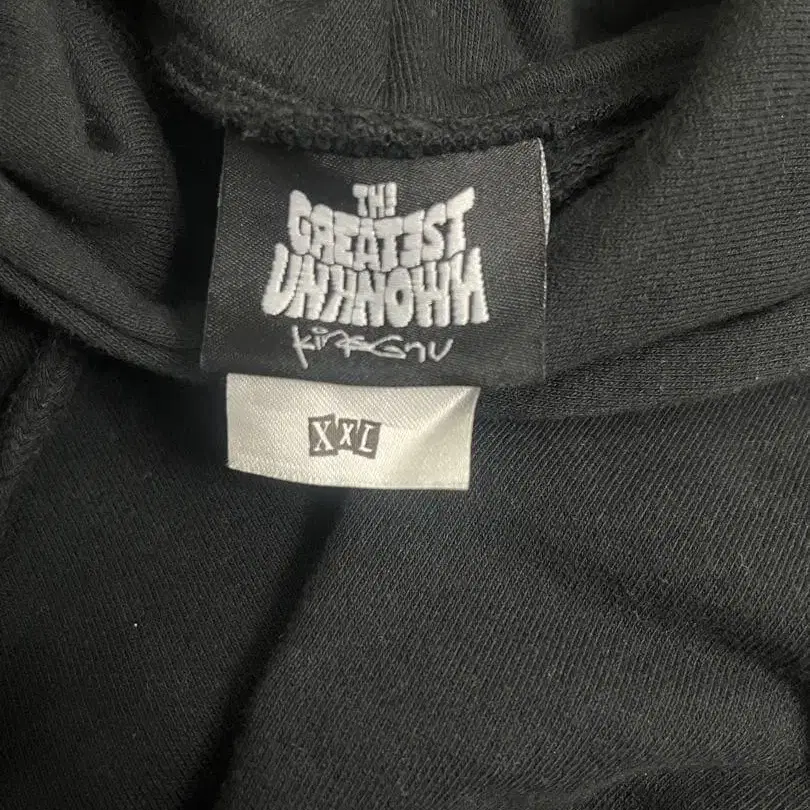 THE
GREATEST
UNKNOWN
King Gnu
XXL